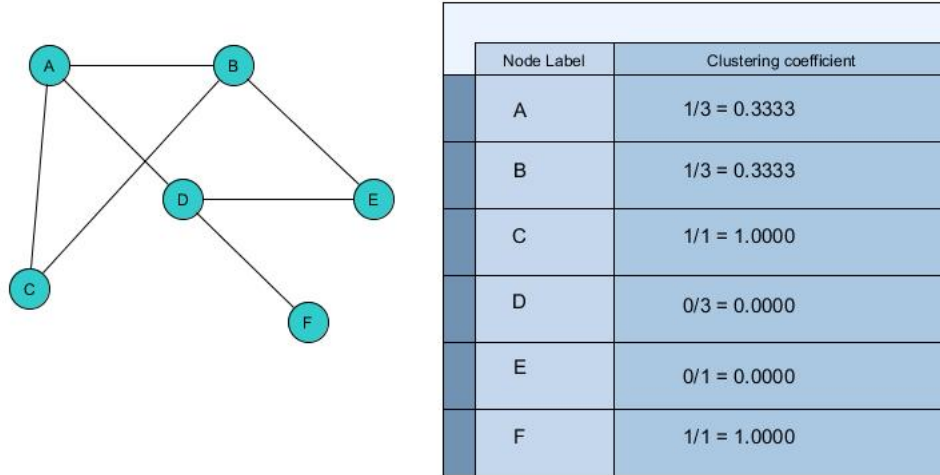 A
B
D
E
C
F
Node Label Clustering coefficient
A 1/3 = 0.3333
B 1/3 = 0.3333
C 1/1 = 1.0000
D 0/3 = 0.0000
E 0/1 = 0.0000
F 1/1 = 1.0000